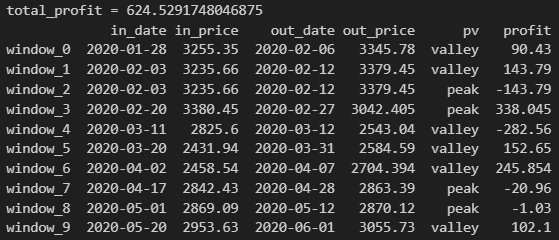 total_profit = 624.5291748046875
in_date in_price out_date out_price pv profit
window_0 2020-01-28 3255.35 2020-02-06 3345.78 valley 90.43
window_1 2020-02-03 3235.66 2020-02-12 3379.45 valley 143.79
window_2 2020-02-03 3235.66 2020-02-12 3379.45 peak -143.79
window_3 2020-02-20 3380.45 2020-02-27 3042.405 peak 338.045
window_4 2020-03-11 2825.6 2020-03-12 2543.04 valley -282.56
window_5 2020-03-20 2431.94 2020-03-31 2584.59 valley 152.65
window_6 2020-04-02 2458.54 2020-04-07 2704.394 valley 245.854
window_7 2020-04-17 2842.43 2020-04-28 2863.39 peak -20.96
window_8 2020-05-01 2869.09 2020-05-12 2870.12 peak -1.03
window_9 2020-05-20 2953.63 2020-06-01 3055.73 valley 102.1